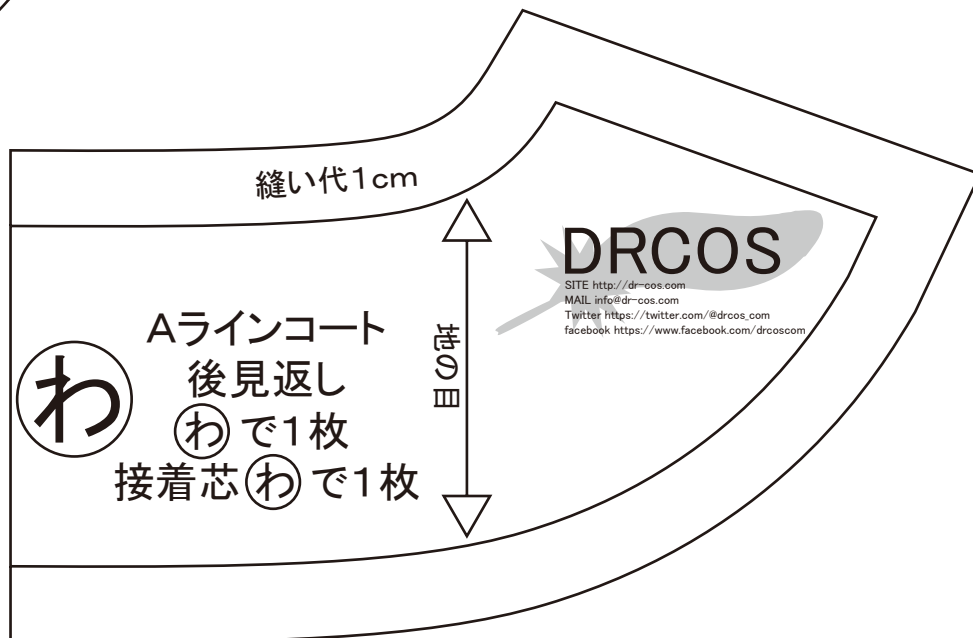 縫い代1cm
DRCOS
SITE http://dr-cos.com
MAIL info@dr-cos.com
Twitter https://twitter.com/@drcos_com
facebook https://www.facebook.com/drcoscom
地の目
わ
Aラインコート
後見返し
わ で1枚
接着芯 わ で1枚